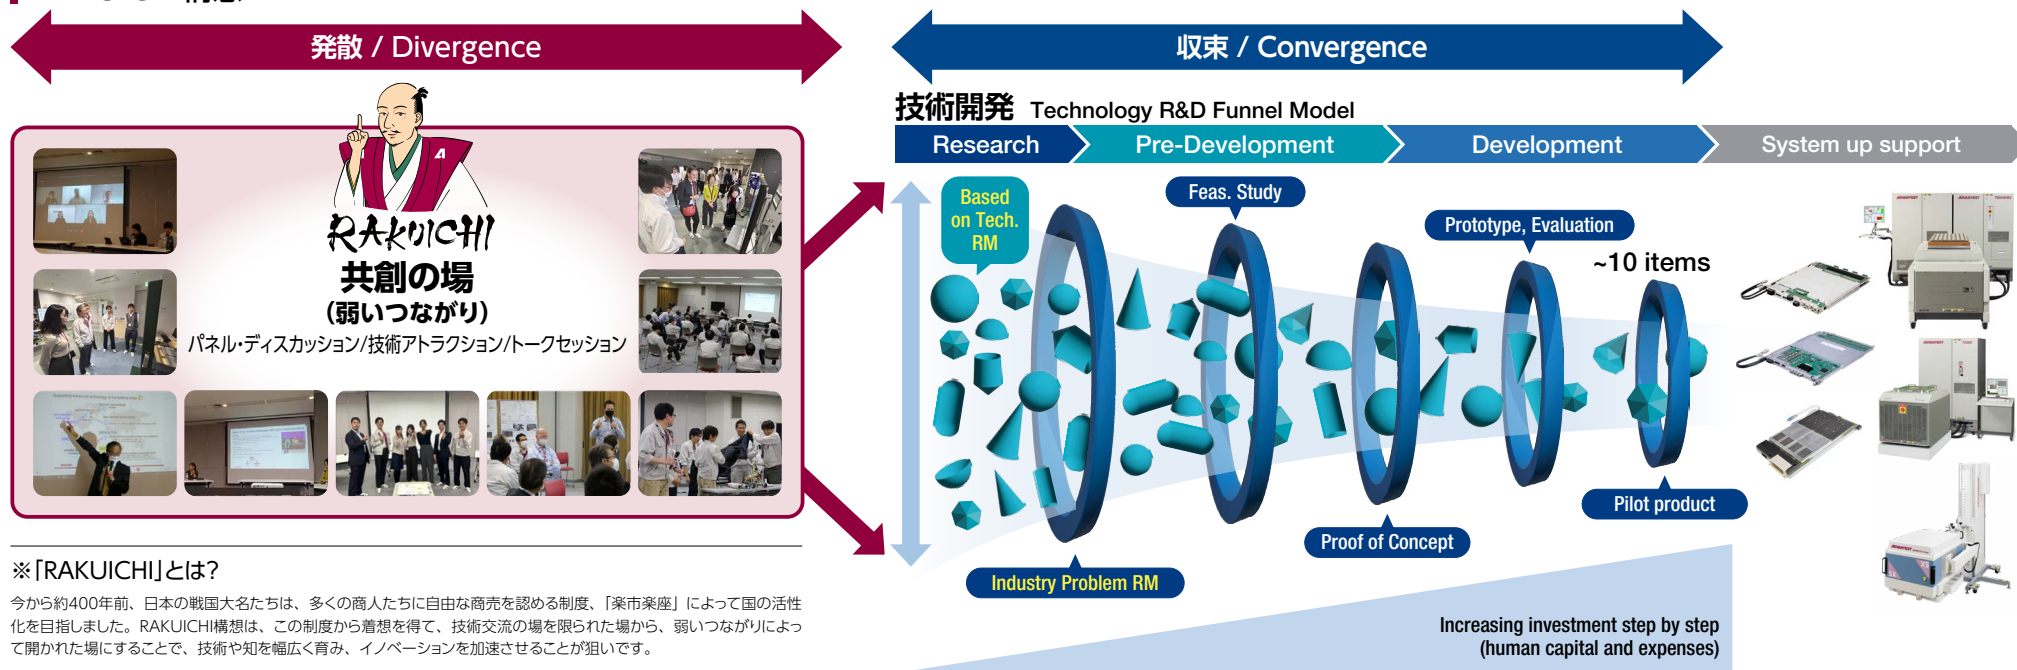 発散 / Divergence
収束 / Convergence
技術開発 Technology R&D Funnel Model
Research
Pre-Development
Development
System up support
RAKUICHI
共創の場
（弱いつながり）
パネル・ディスカッション/技術アトラクション/トークセッション
Based
on Tech.
RM
Feas. Study
Prototype, Evaluation
~10 items
Pilot product
Proof of Concept
Industry Problem RM
Increasing investment step by step
(human capital and expenses)
※「RAKUICHI」とは?
今から約400年前、日本の戦国大名たちは、多くの商人たちに自由な商売を認める制度、「楽市楽座」によって国の活性
化を目指しました。RAKUICHI構想は、この制度から着想を得て、技術交流の場を限られた場から、弱いつながりによっ
て開かれた場にすることで、技術や知を幅広く育み、イノベーションを加速させることが狙いです。